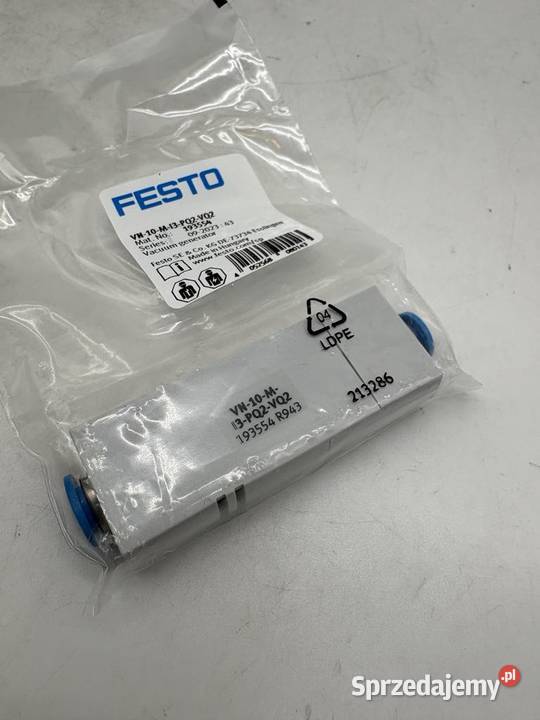 FESTO
VN-10-M-I3-PQ2-VQ2
Mat. No.: 193554
Series: 09.2023 - 43
Vacuum generator
Festo SE & Co. KG DE-73734 Esslingen
Made in Hungary
www.festo.com/sp
04
LDPE
VN-10-M-
I3-PQ2-VQ2
193554 R943
213286
Sprzedajemy.pl